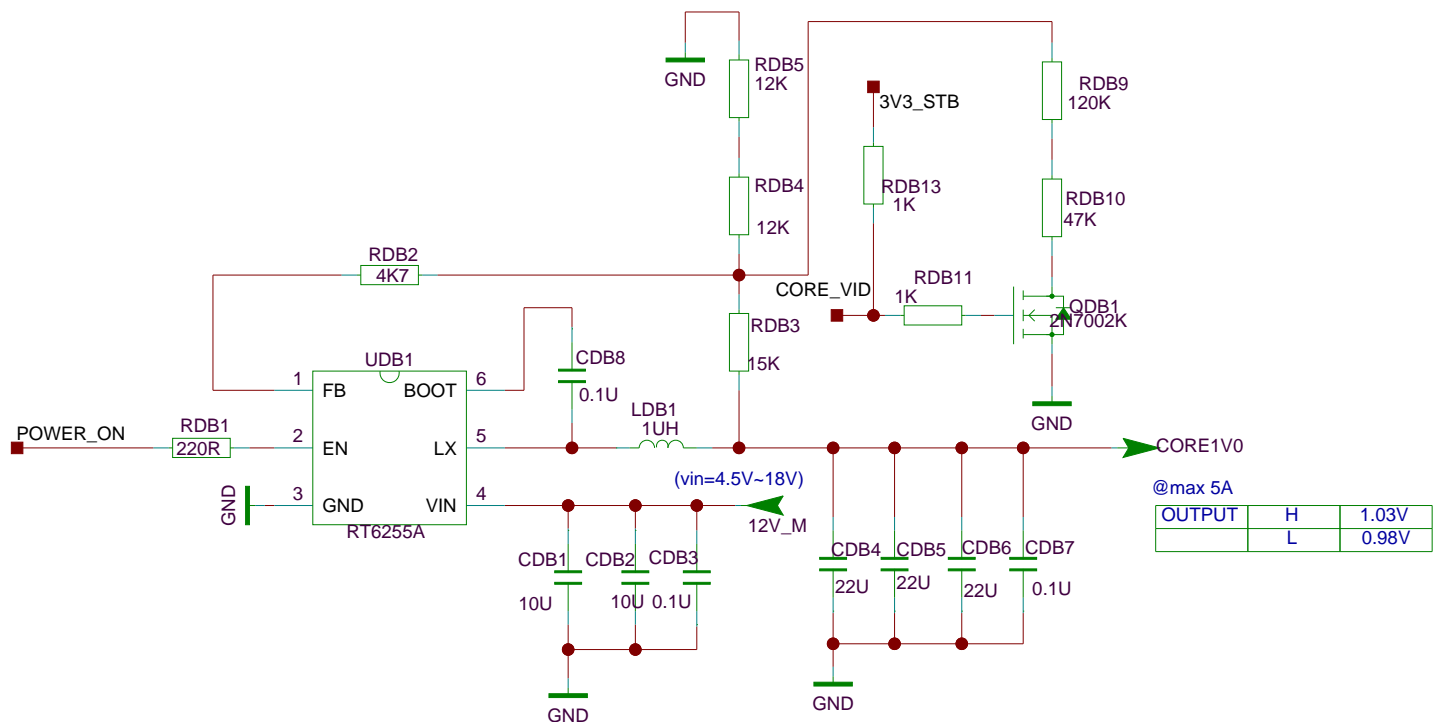 GND
RDB5
12K
RDB9
120K
3V3_STB
RDB4
12K
RDB13
1K
RDB10
47K
RDB2
4K7
CORE_VID
RDB11
1K
QDB1
2N7002K
RDB3
15K
CDB8
0.1U
UDB1
1
FB
BOOT
6
GND
POWER_ON
RDB1
220R
2
EN
LX
5
LDB1
1UH
CORE1V0
(vin=4.5V~18V)
GND
3
GND
VIN
4
RT6255A
12V_M
@max 5A
OUTPUT H 1.03V
L 0.98V
CDB1
10U
CDB2
10U
CDB3
0.1U
CDB4
22U
CDB5
22U
CDB6
22U
CDB7
0.1U
GND
GND